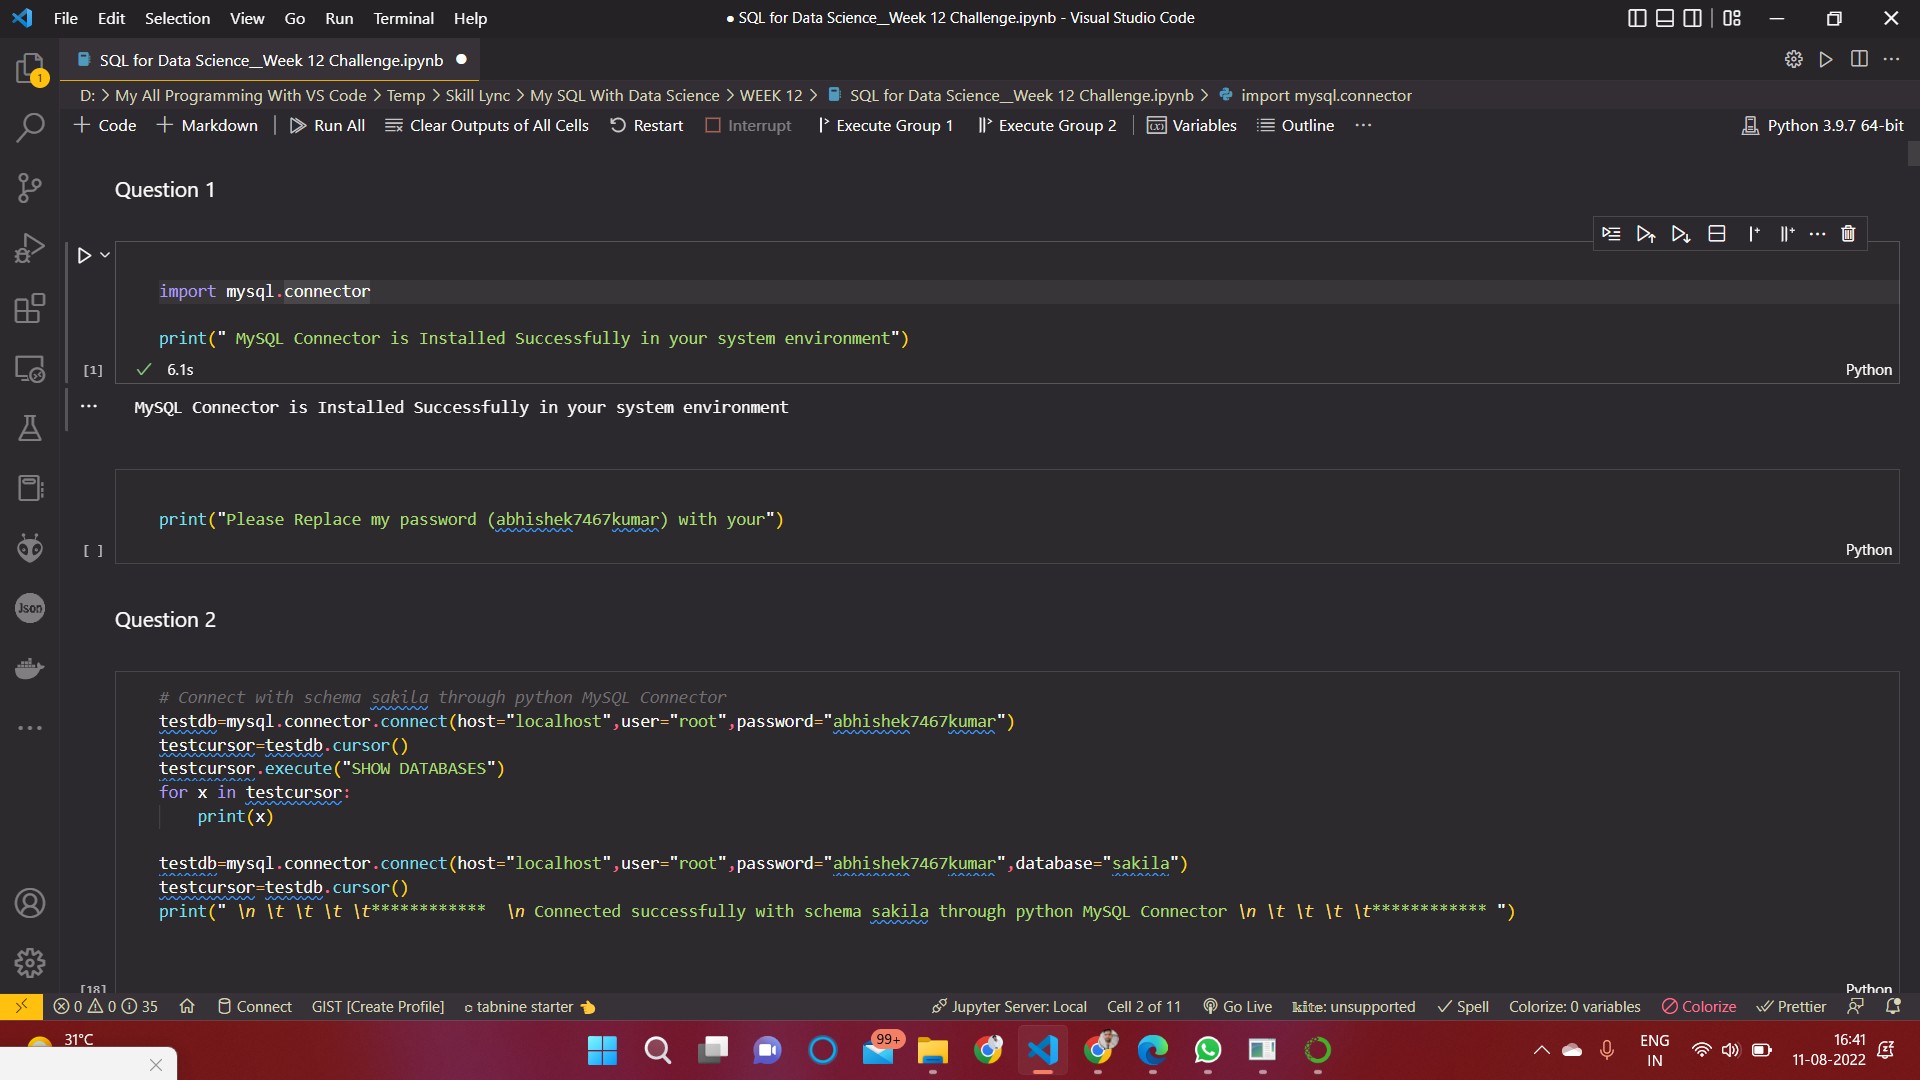 File Edit Selection View Go Run Terminal Help
● SQL for Data Science__Week 12 Challenge.ipynb - Visual Studio Code
SQL for Data Science__Week 12 Challenge.ipynb ●
1
D: > My All Programming With VS Code > Temp > Skill Lync > My SQL With Data Science > WEEK 12 > SQL for Data Science__Week 12 Challenge.ipynb > import mysql.connector
+ Code + Markdown | Run All Clear Outputs of All Cells Restart Interrupt Execute Group 1 Execute Group 2 | Variables Outline ··· Python 3.9.7 64-bit
Question 1
import mysql.connector
print(" MySQL Connector is Installed Successfully in your system environment")
[1] ✓ 6.1s Python
··· MySQL Connector is Installed Successfully in your system environment
print("Please Replace my password (abhishek7467kumar) with your")
[ ] Python
Question 2
Json
# Connect with schema sakila through python MySQL Connector
testdb=mysql.connector.connect(host="localhost",user="root",password="abhishek7467kumar")
testcursor=testdb.cursor()
testcursor.execute("SHOW DATABASES")
for x in testcursor:
    print(x)
testdb=mysql.connector.connect(host="localhost",user="root",password="abhishek7467kumar",database="sakila")
testcursor=testdb.cursor()
print(" \n \t \t \t \t************  \n Connected successfully with schema sakila through python MySQL Connector \n \t \t \t \t************ ")
[18] Python
0 0 35 Connect GIST [Create Profile] tabnine starter Jupyter Server: Local Cell 2 of 11 Go Live kite: unsupported Spell Colorize: 0 variables Colorize Prettier
31°C 99+ ENG 16:41
IN 11-08-2022